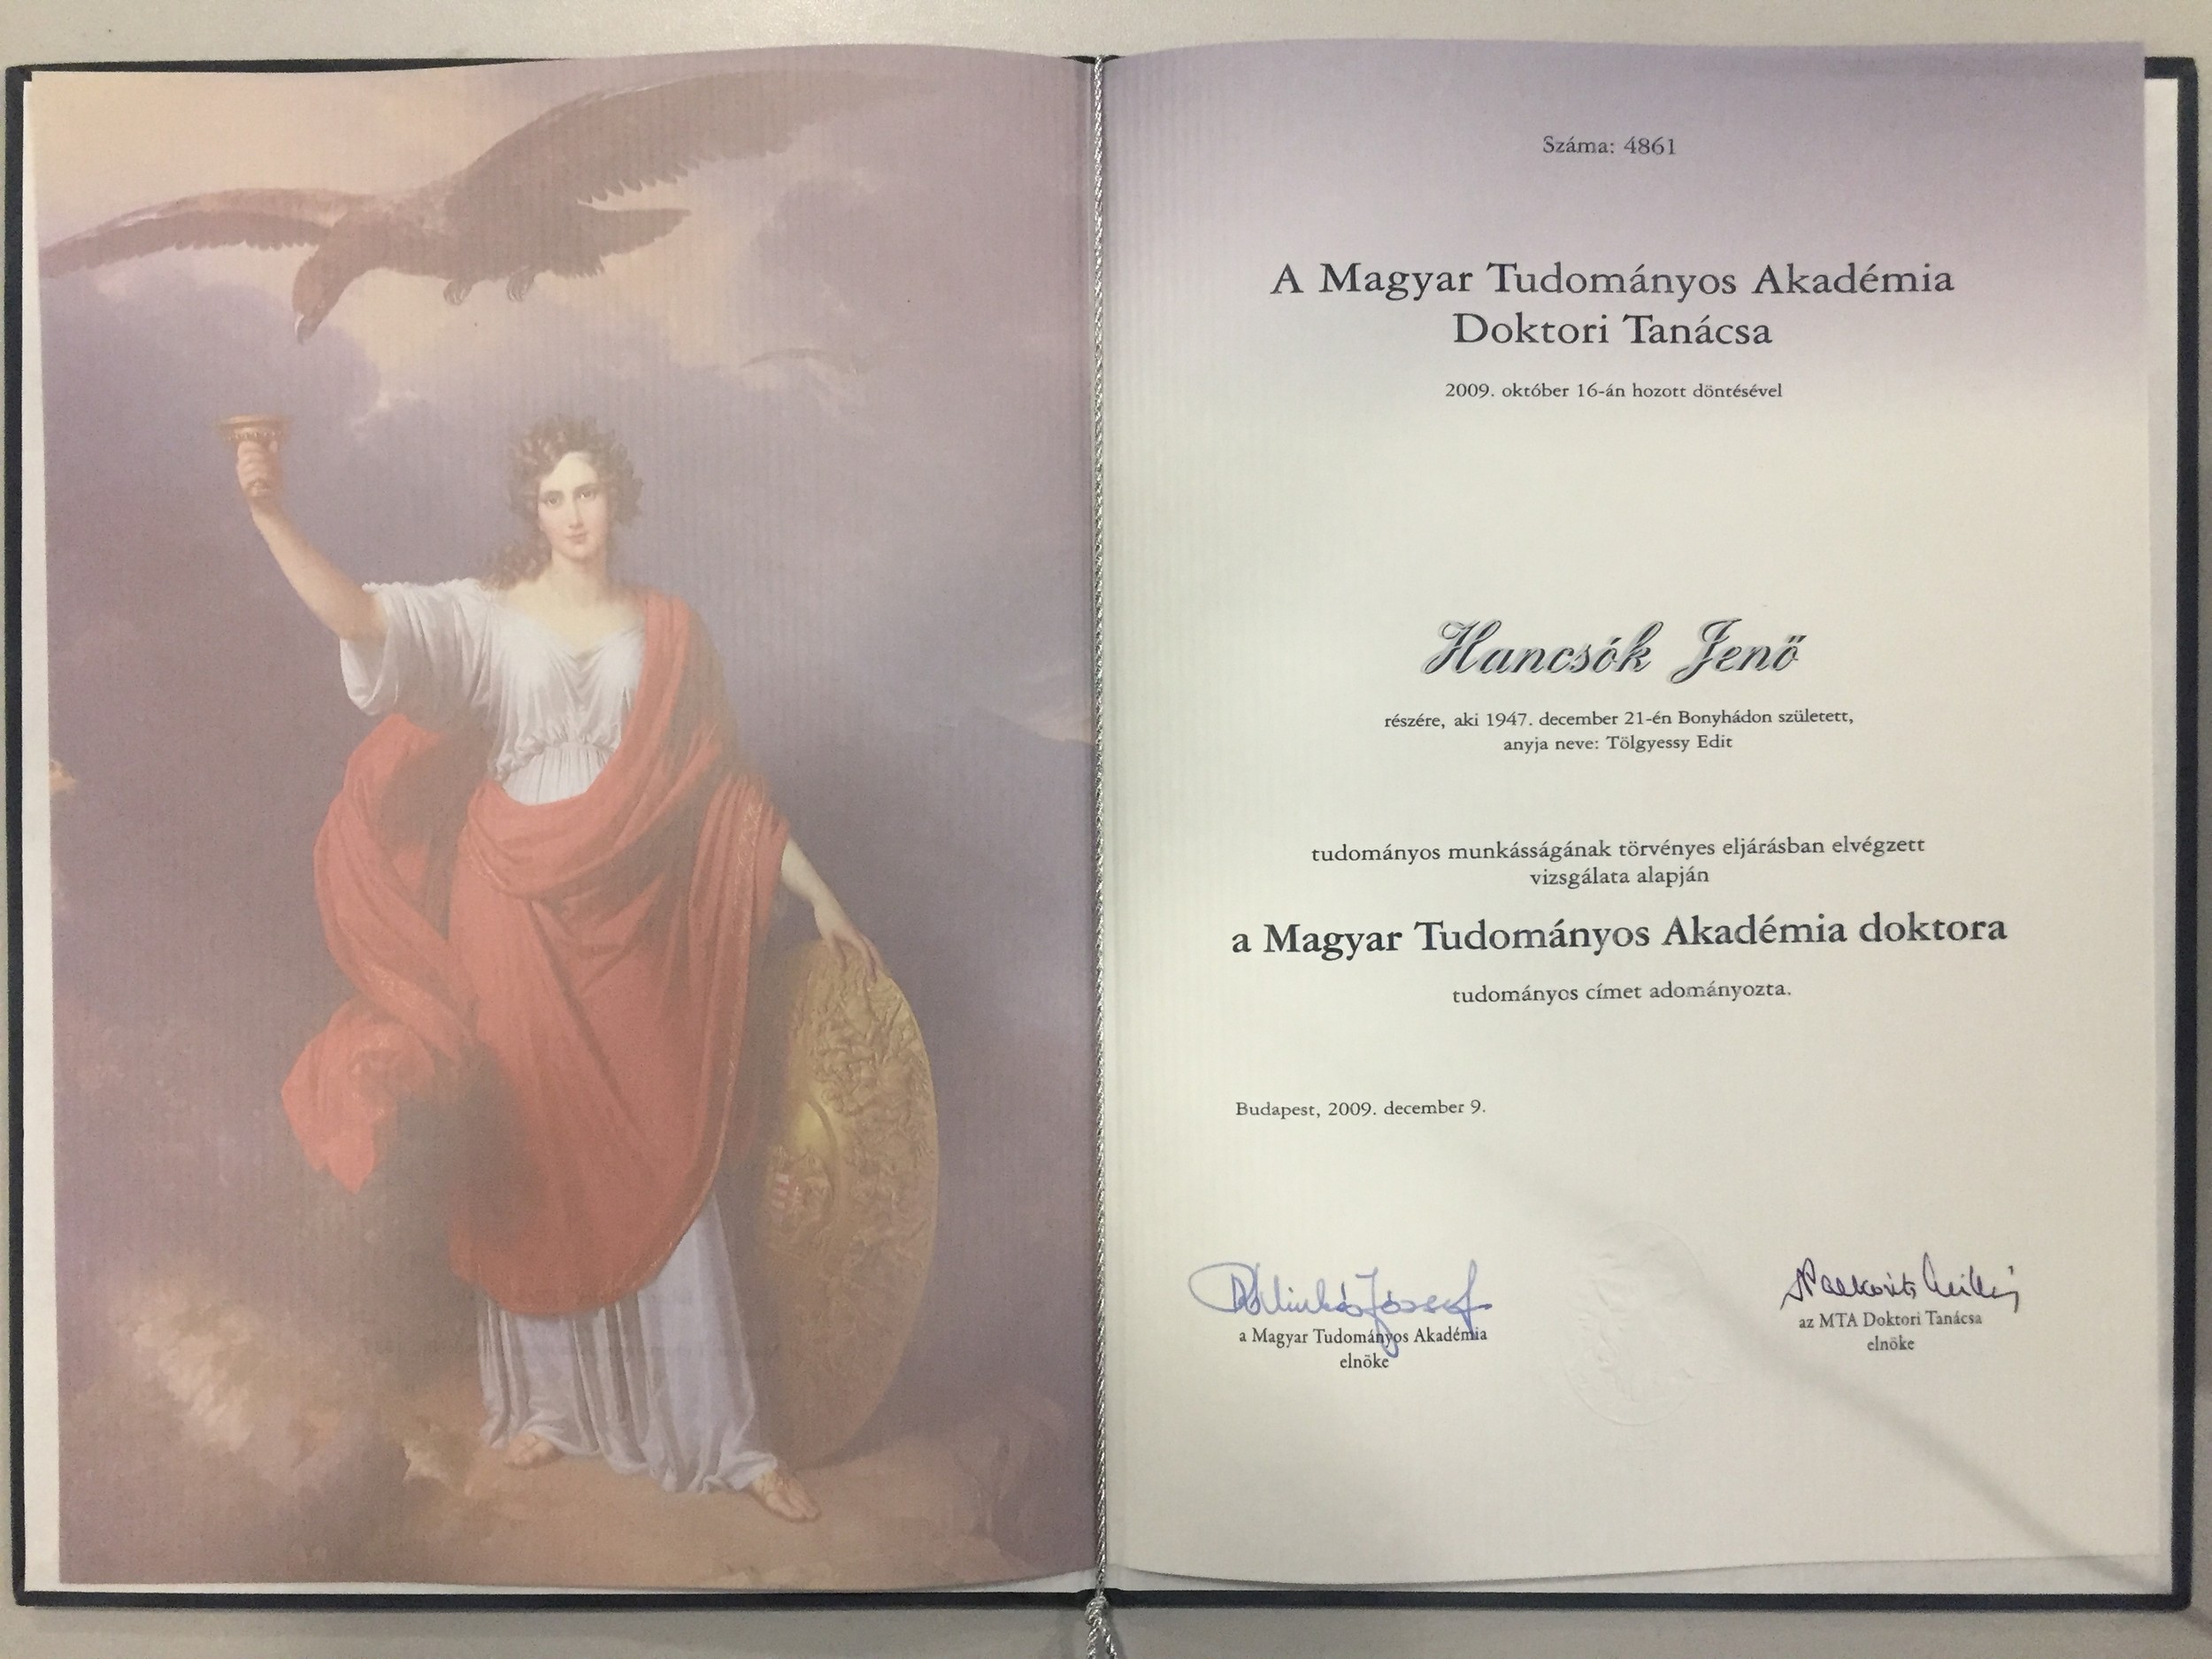 Száma: 4861
A Magyar Tudományos Akadémia
Doktori Tanácsa
2009. október 16-án hozott döntésével
Hancsók Jenő
részére, aki 1947. december 21-én Bonyhádon született,
anyja neve: Tölgyessy Edit
tudományos munkásságának törvényes eljárásban elvégzett
vizsgálata alapján
a Magyar Tudományos Akadémia doktora
tudományos címet adományozta.
Budapest, 2009. december 9.
Pálinkás József
a Magyar Tudományos Akadémia
elnöke
az MTA Doktori Tanácsa
elnöke